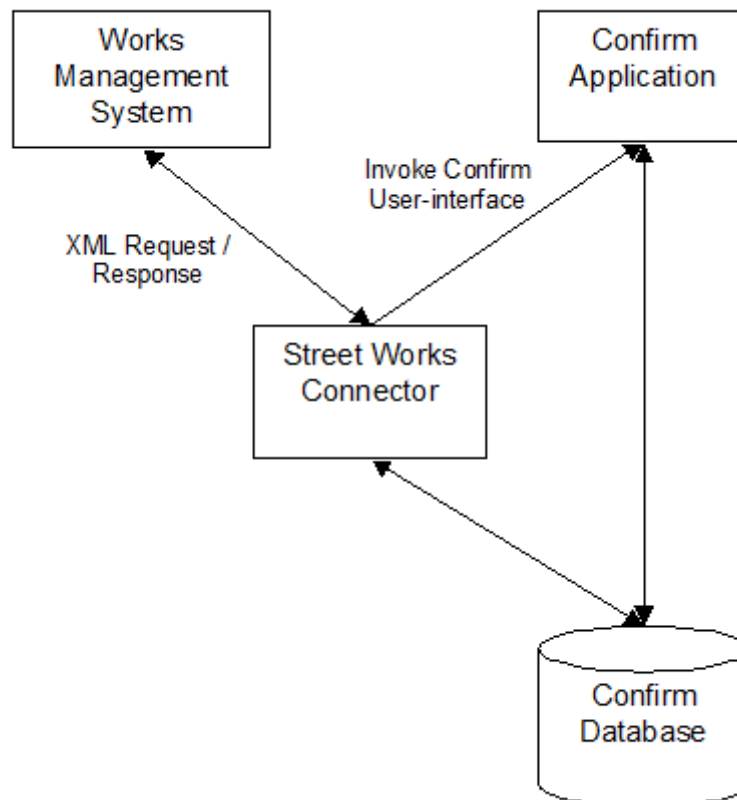 Works
Management
System
Confirm
Application
Invoke Confirm
User-interface
XML Request /
Response
Street Works
Connector
Confirm
Database